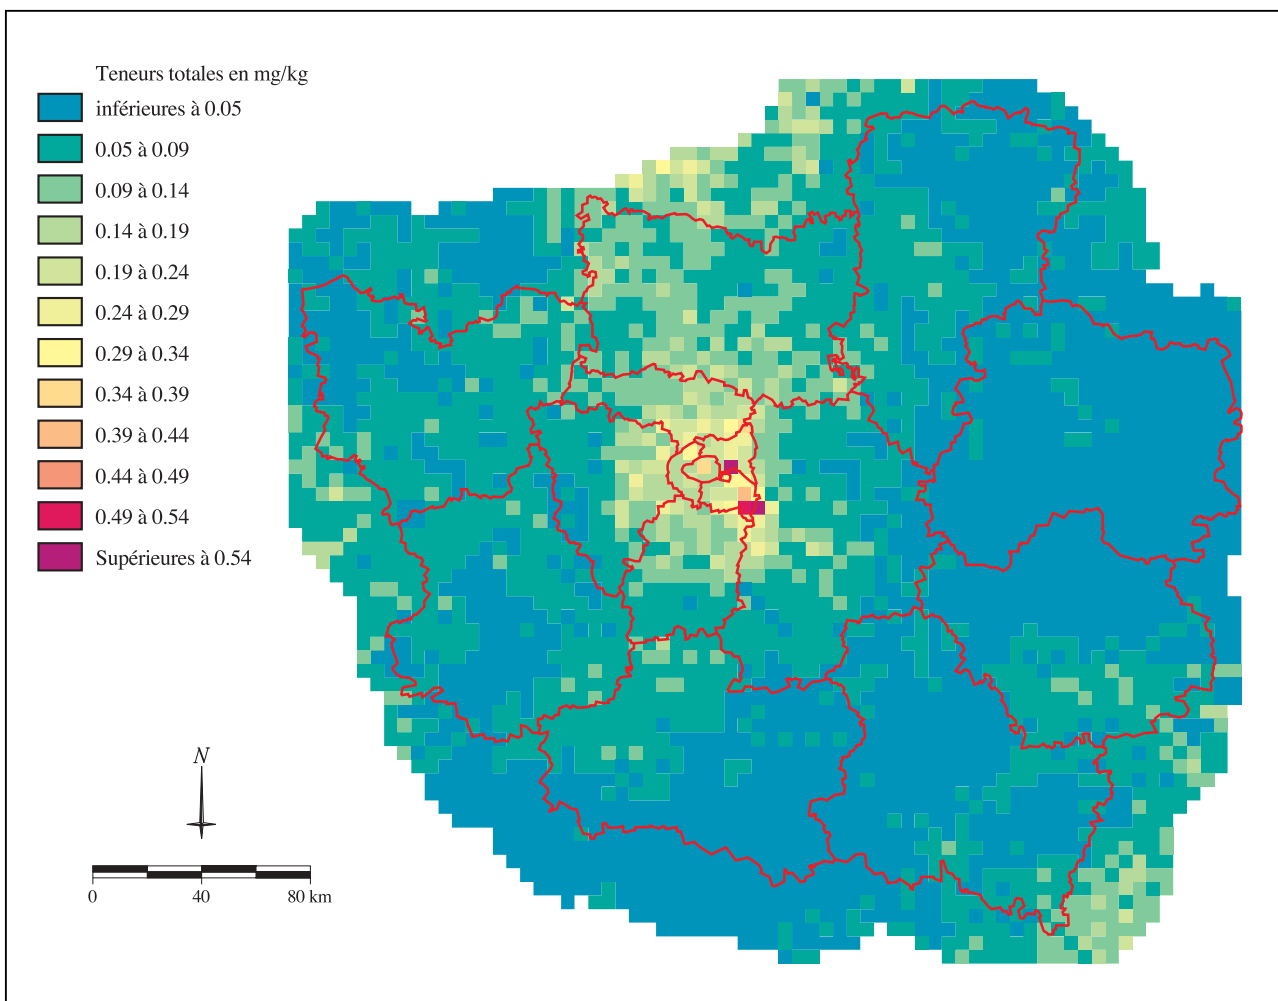 Teneurs totales en mg/kg
inférieures à 0.05
0.05 à 0.09
0.09 à 0.14
0.14 à 0.19
0.19 à 0.24
0.24 à 0.29
0.29 à 0.34
0.34 à 0.39
0.39 à 0.44
0.44 à 0.49
0.49 à 0.54
Supérieures à 0.54
N
0 40 80 km